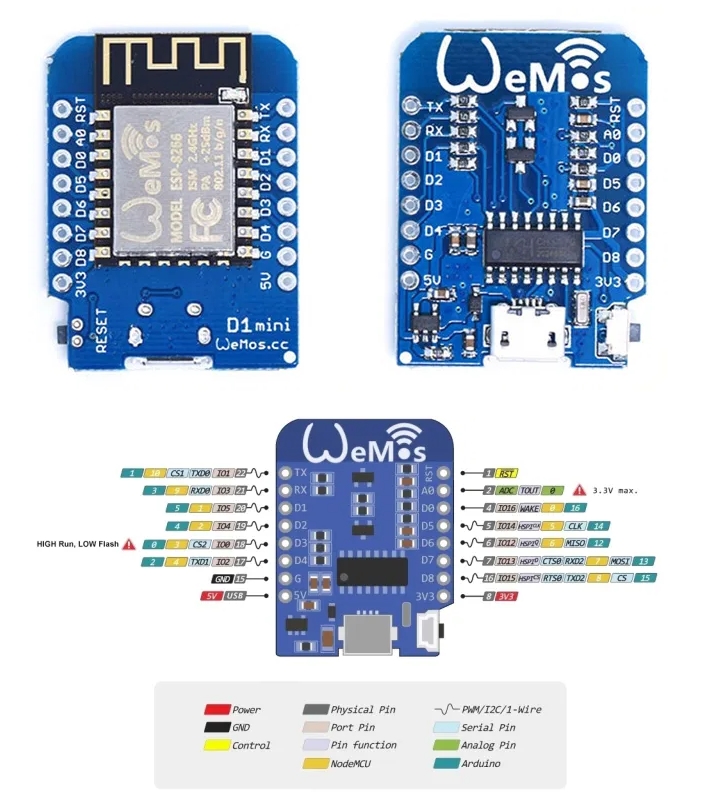 RST TX
A0 RX
D0 D1
D5 D2
D6 D3
D7 D4
D8 G
3V3 5V
WeMos
MODEL ESP-8266
ISM 2.4GHz
PA +25dBm
802.11 b/g/n
FC
RESET
D1 mini
WeMos.cc
WeMos
TX RST
RX A0
D1 D0
D2 D5
D3 D6
D4 D7
G D8
5V 3V3
WeMos
1 10 CS1 TXD0 IO1 22 TX RST 1 RST
3 9 RXD0 IO3 21 RX A0 2 ADC TOUT 0 3.3V max.
5 1 IO5 20 D1 D0 4 IO16 WAKE 0 16
4 2 IO4 19 D2 D5 5 IO14 HSPI 5 CLK 14
HIGH Run, LOW Flash 0 3 CS2 IO0 18 D3 D6 6 IO12 HSPI 6 MISO 12
2 4 TXD1 IO2 17 D4 D7 7 IO13 HSPI CTS0 RXD2 7 MOSI 13
GND 15 G D8 16 IO15 HSPI RTS0 TXD2 8 CS 15
5V USB 5V 3V3 8 3V3
Power Physical Pin PWM/I2C/1-Wire
GND Port Pin Serial Pin
Control Pin function Analog Pin
NodeMCU Arduino